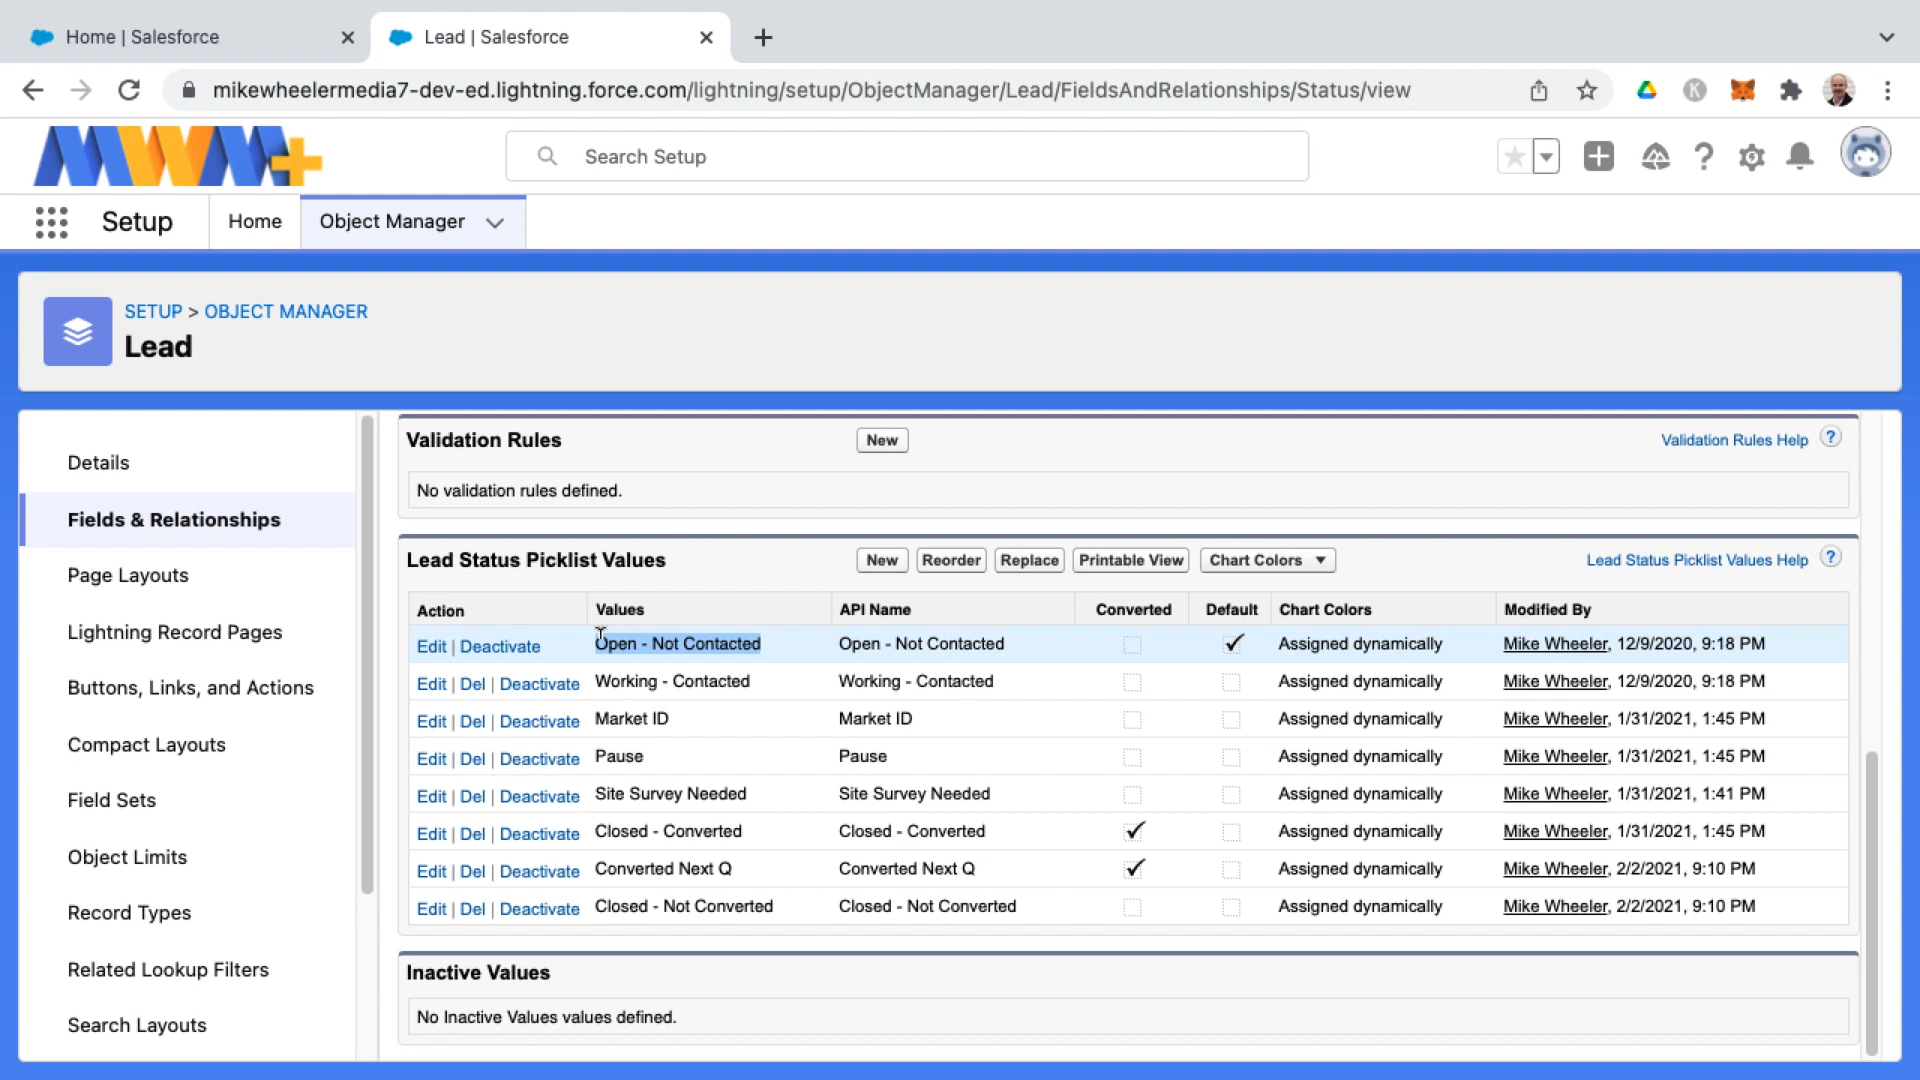 Home | Salesforce
Lead | Salesforce
mikewheelermedia7-dev-ed.lightning.force.com/lightning/setup/ObjectManager/Lead/FieldsAndRelationships/Status/view
K
MWM+
Search Setup
Setup
Home
Object Manager
SETUP > OBJECT MANAGER
Lead
Details
Fields & Relationships
Page Layouts
Lightning Record Pages
Buttons, Links, and Actions
Compact Layouts
Field Sets
Object Limits
Record Types
Related Lookup Filters
Search Layouts
Validation Rules New Validation Rules Help ?
No validation rules defined.
Lead Status Picklist Values New Reorder Replace Printable View Chart Colors Lead Status Picklist Values Help ?
Action Values API Name Converted Default Chart Colors Modified By
Edit | Deactivate Open - Not Contacted Open - Not Contacted Assigned dynamically Mike Wheeler, 12/9/2020, 9:18 PM
Edit | Del | Deactivate Working - Contacted Working - Contacted Assigned dynamically Mike Wheeler, 12/9/2020, 9:18 PM
Edit | Del | Deactivate Market ID Market ID Assigned dynamically Mike Wheeler, 1/31/2021, 1:45 PM
Edit | Del | Deactivate Pause Pause Assigned dynamically Mike Wheeler, 1/31/2021, 1:45 PM
Edit | Del | Deactivate Site Survey Needed Site Survey Needed Assigned dynamically Mike Wheeler, 1/31/2021, 1:41 PM
Edit | Del | Deactivate Closed - Converted Closed - Converted Assigned dynamically Mike Wheeler, 1/31/2021, 1:45 PM
Edit | Del | Deactivate Converted Next Q Converted Next Q Assigned dynamically Mike Wheeler, 2/2/2021, 9:10 PM
Edit | Del | Deactivate Closed - Not Converted Closed - Not Converted Assigned dynamically Mike Wheeler, 2/2/2021, 9:10 PM
Inactive Values
No Inactive Values values defined.